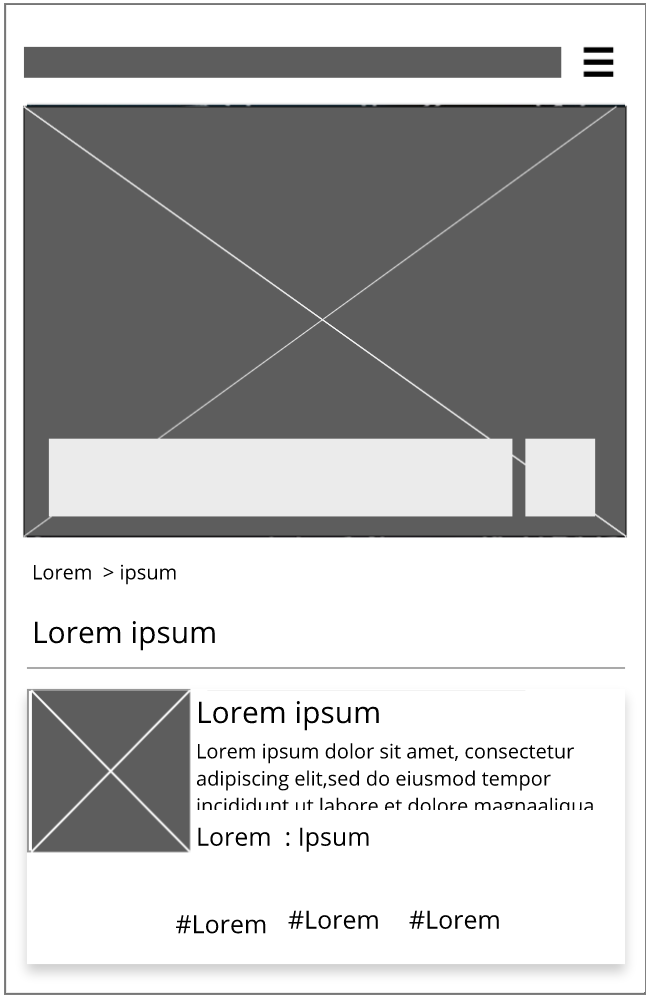 Lorem > ipsum
Lorem ipsum
Lorem ipsum
Lorem ipsum dolor sit amet, consectetur
adipiscing elit,sed do eiusmod tempor
incididunt ut labore et dolore magnaaliqua
Lorem : Ipsum
#Lorem #Lorem #Lorem